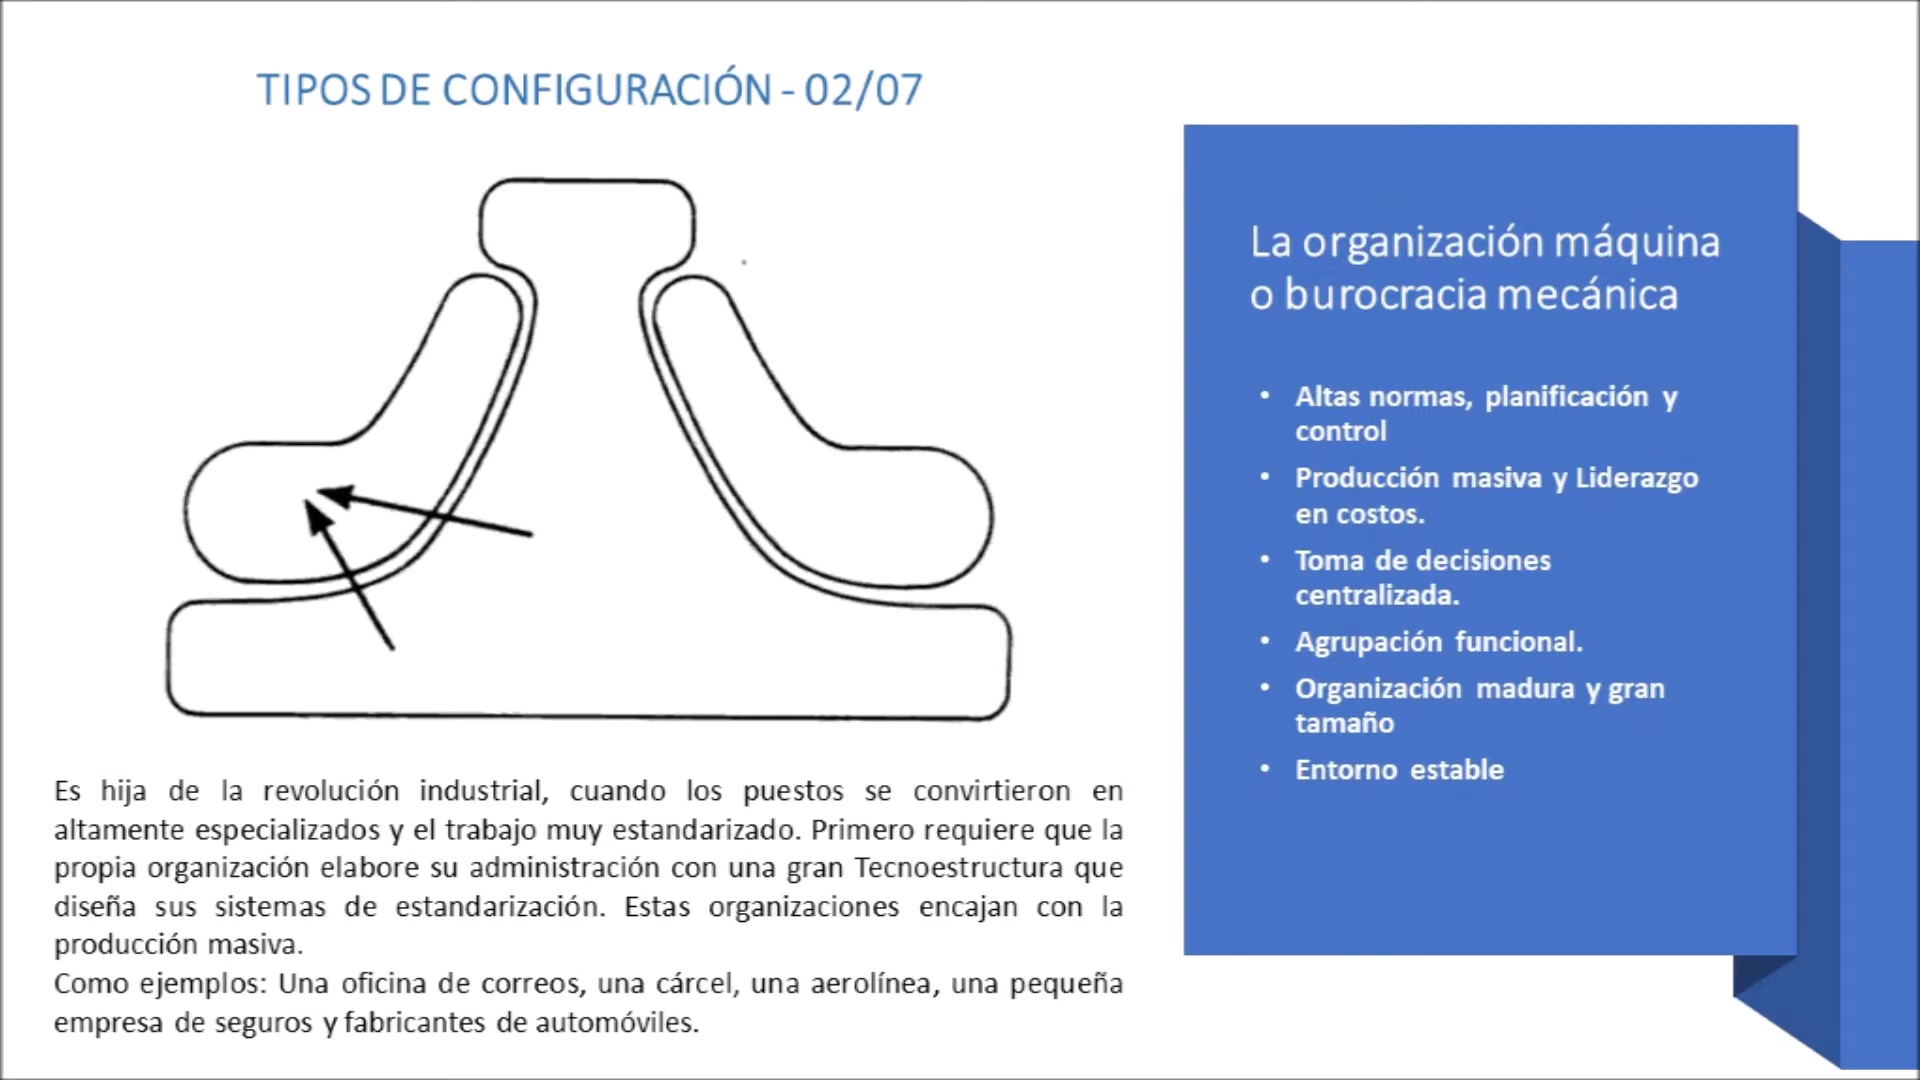 TIPOS DE CONFIGURACIÓN - 02/07
La organización máquina
o burocracia mecánica
• Altas normas, planificación y
control
• Producción masiva y Liderazgo
en costos.
• Toma de decisiones
centralizada.
• Agrupación funcional.
• Organización madura y gran
tamaño
• Entorno estable
Es hija de la revolución industrial, cuando los puestos se convirtieron en
altamente especializados y el trabajo muy estandarizado. Primero requiere que la
propia organización elabore su administración con una gran Tecnoestructura que
diseña sus sistemas de estandarización. Estas organizaciones encajan con la
producción masiva.
Como ejemplos: Una oficina de correos, una cárcel, una aerolínea, una pequeña
empresa de seguros y fabricantes de automóviles.